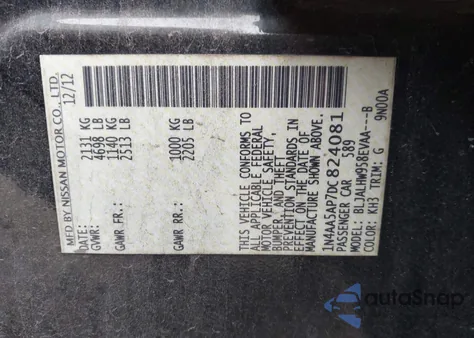 MFD BY NISSAN MOTOR CO., LTD.
DATE: 12/12
GVWR: 2131 KG
4698 LB
GAWR FR: 1140 KG
2513 LB
GAWR RR: 1000 KG
2205 LB
THIS VEHICLE CONFORMS TO
ALL APPLICABLE FEDERAL
MOTOR VEHICLE SAFETY,
BUMPER, AND THEFT
PREVENTION STANDARDS IN
EFFECT ON THE DATE OF
MANUFACTURE SHOWN ABOVE.
1N4AA5AP7DC824081
PASSENGER CAR 589
MODEL: BLJALHW958EVAA---B
COLOR: KH3 TRIM: G 9N00A
autoSnap